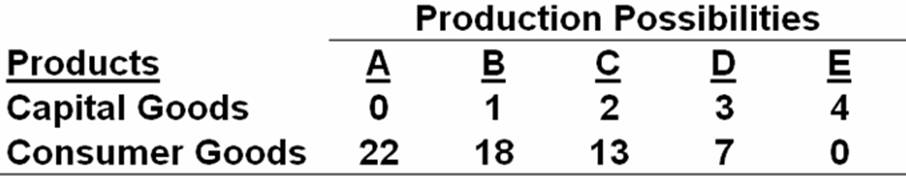 Production Possibilities
Products A B C D E
Capital Goods 0 1 2 3 4
Consumer Goods 22 18 13 7 0